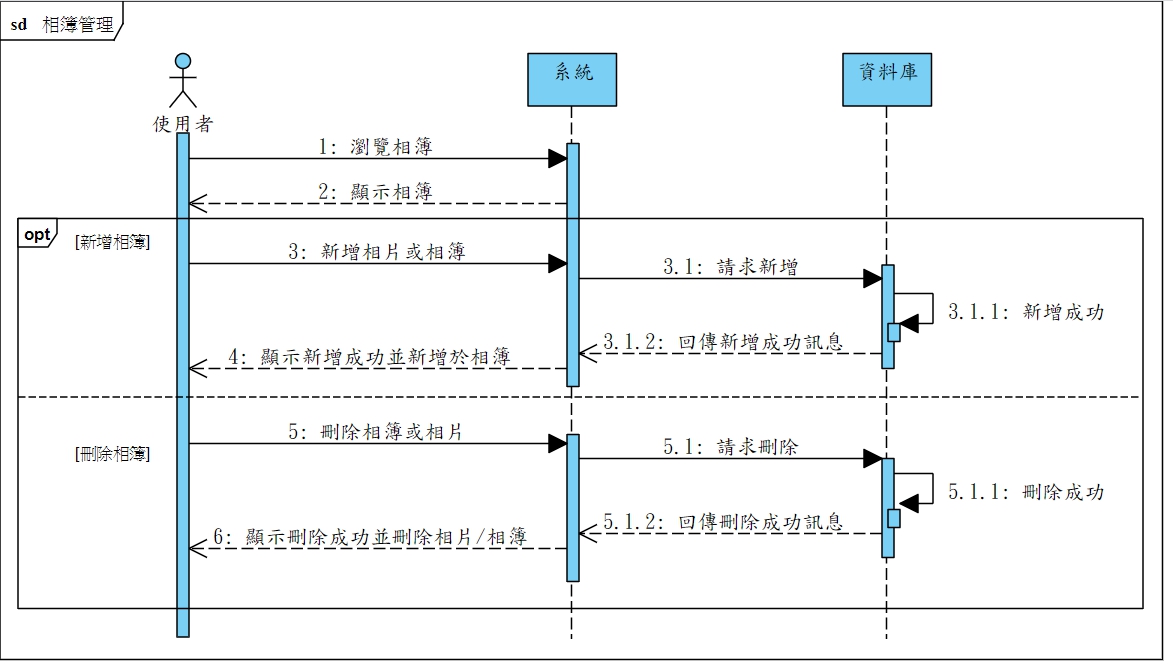 sd 相簿管理
系統
資料庫
使用者
1: 瀏覽相簿
2: 顯示相簿
opt
[新增相簿]
3: 新增相片或相簿
3.1: 請求新增
3.1.1: 新增成功
3.1.2: 回傳新增成功訊息
4: 顯示新增成功並新增於相簿
[刪除相簿]
5: 刪除相簿或相片
5.1: 請求刪除
5.1.1: 刪除成功
5.1.2: 回傳刪除成功訊息
6: 顯示刪除成功並刪除相片/相簿